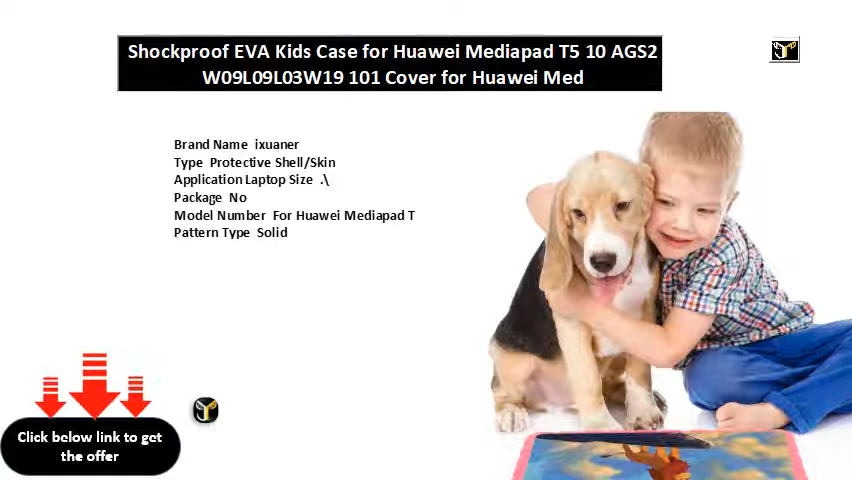 Shockproof EVA Kids Case for Huawei Mediapad T5 10 AGS2
W09L09L03W19 101 Cover for Huawei Med
Brand Name ixuaner
Type Protective Shell/Skin
Application Laptop Size .\
Package No
Model Number For Huawei Mediapad T
Pattern Type Solid
Click below link to get
the offer